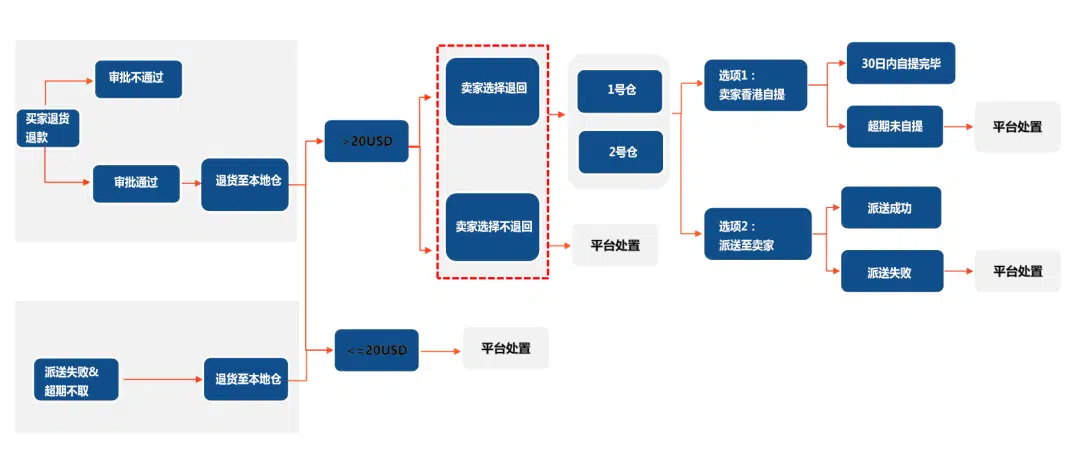 审批不通过
买家退货
退款
审批通过
退货至本地仓
派送失败&
超期不取
退货至本地仓
>20USD
<=20USD
平台处置
卖家选择退回
卖家选择不退回
平台处置
1号仓
2号仓
选项1：
卖家香港自提
30日内自提完毕
超期未自提
平台处置
选项2：
派送至卖家
派送成功
派送失败
平台处置